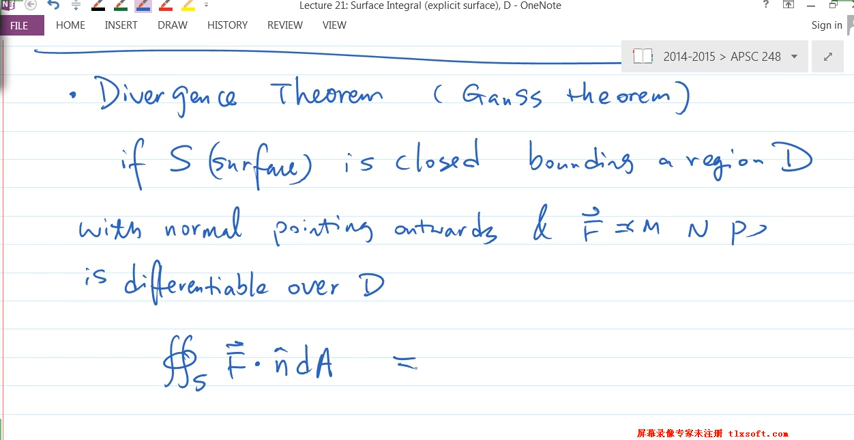 Lecture 21: Surface Integral (explicit surface), D - OneNote
FILE HOME INSERT DRAW HISTORY REVIEW VIEW Sign in
2014-2015 > APSC 248
• Divergence Theorem (Gauss theorem)
if S (surface) is closed bounding a region D
with normal pointing outwards & F⃗ = <M N P>
is differentiable over D
∯_S F⃗ · n̂ dA =
屏幕录像专家未注册 tlxsoft.com